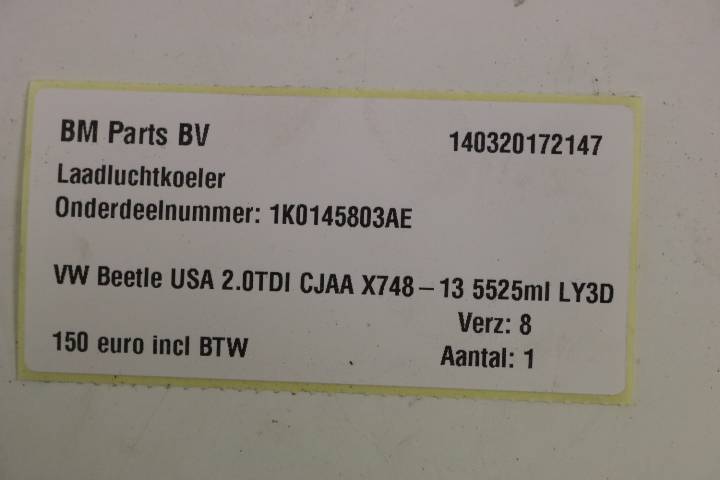 BM Parts BV 140320172147
Laadluchtkoeler
Onderdeelnummer: 1K0145803AE
VW Beetle USA 2.0TDI CJAA X748 – 13 5525ml LY3D
Verz: 8
150 euro incl BTW Aantal: 1